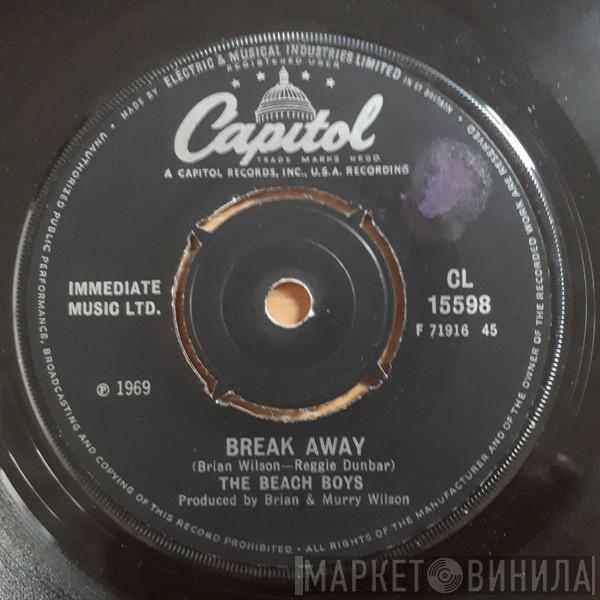 MADE BY ELECTRIC & MUSICAL INDUSTRIES LIMITED IN GT BRITAIN
REGISTERED USER
Capitol
TRADE MARKS REGD
A CAPITOL RECORDS, INC., U.S.A. RECORDING
IMMEDIATE
MUSIC LTD.
CL
15598
F 71916 45
℗ 1969
BREAK AWAY
(Brian Wilson—Reggie Dunbar)
THE BEACH BOYS
Produced by Brian & Murry Wilson
UNAUTHORIZED PUBLIC PERFORMANCE, BROADCASTING AND COPYING OF THIS RECORD PROHIBITED • ALL RIGHTS OF THE MANUFACTURER AND OF THE OWNER OF THE RECORDED WORK ARE RESERVED
МАРКЕТ ВИНИЛА